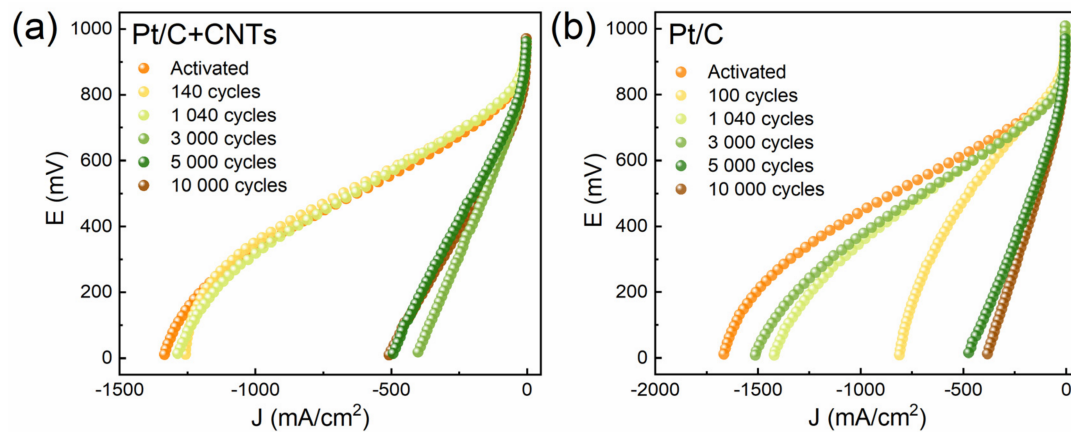 (a)
Pt/C+CNTs
Activated
140 cycles
1 040 cycles
3 000 cycles
5 000 cycles
10 000 cycles
E (mV)
1000
800
600
400
200
0
-1500
-1000
-500
0
J (mA/cm²)
(b)
Pt/C
Activated
100 cycles
1 040 cycles
3 000 cycles
5 000 cycles
10 000 cycles
E (mV)
1000
800
600
400
200
0
-2000
-1500
-1000
-500
0
J (mA/cm²)